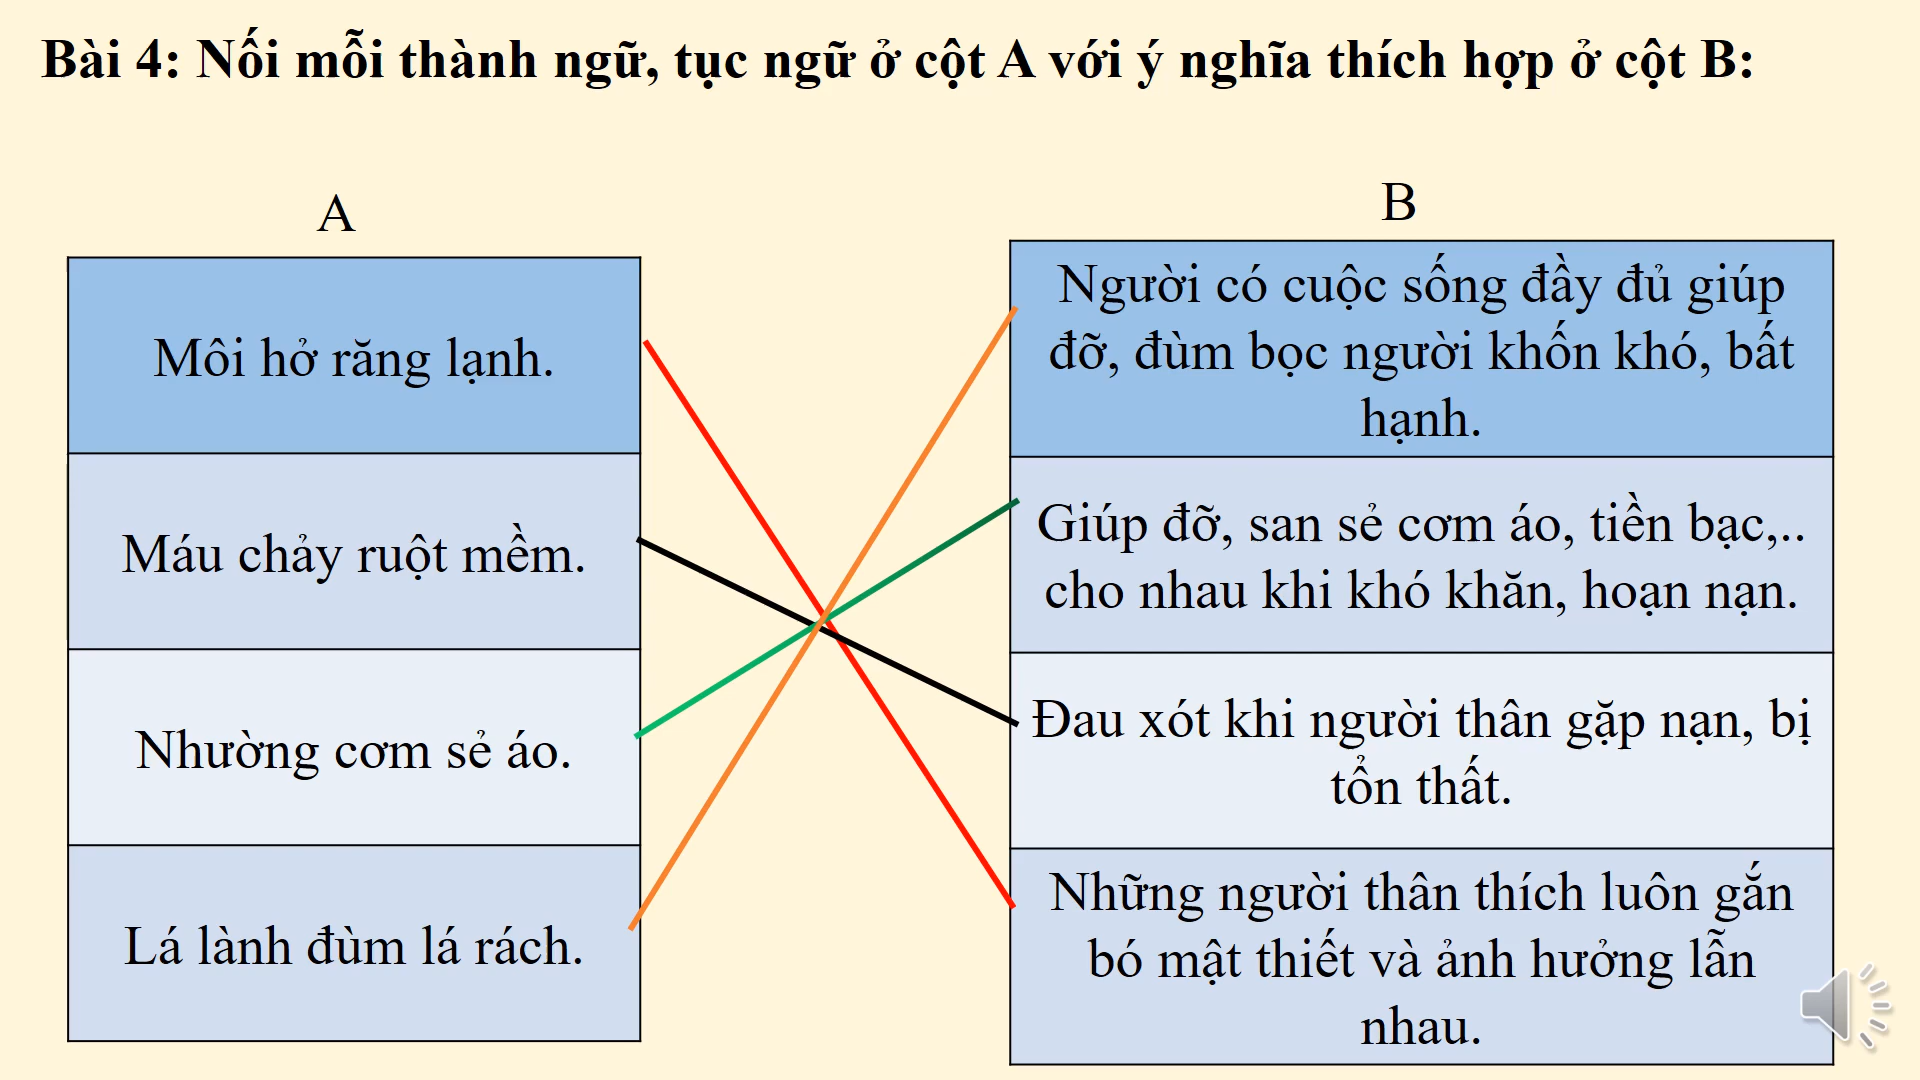 Bài 4: Nối mỗi thành ngữ, tục ngữ ở cột A với ý nghĩa thích hợp ở cột B:
A
Môi hở răng lạnh.
Máu chảy ruột mềm.
Nhường cơm sẻ áo.
Lá lành đùm lá rách.
B
Người có cuộc sống đầy đủ giúp
đỡ, đùm bọc người khốn khó, bất
hạnh.
Giúp đỡ, san sẻ cơm áo, tiền bạc,..
cho nhau khi khó khăn, hoạn nạn.
Đau xót khi người thân gặp nạn, bị
tổn thất.
Những người thân thích luôn gắn
bó mật thiết và ảnh hưởng lẫn
nhau.